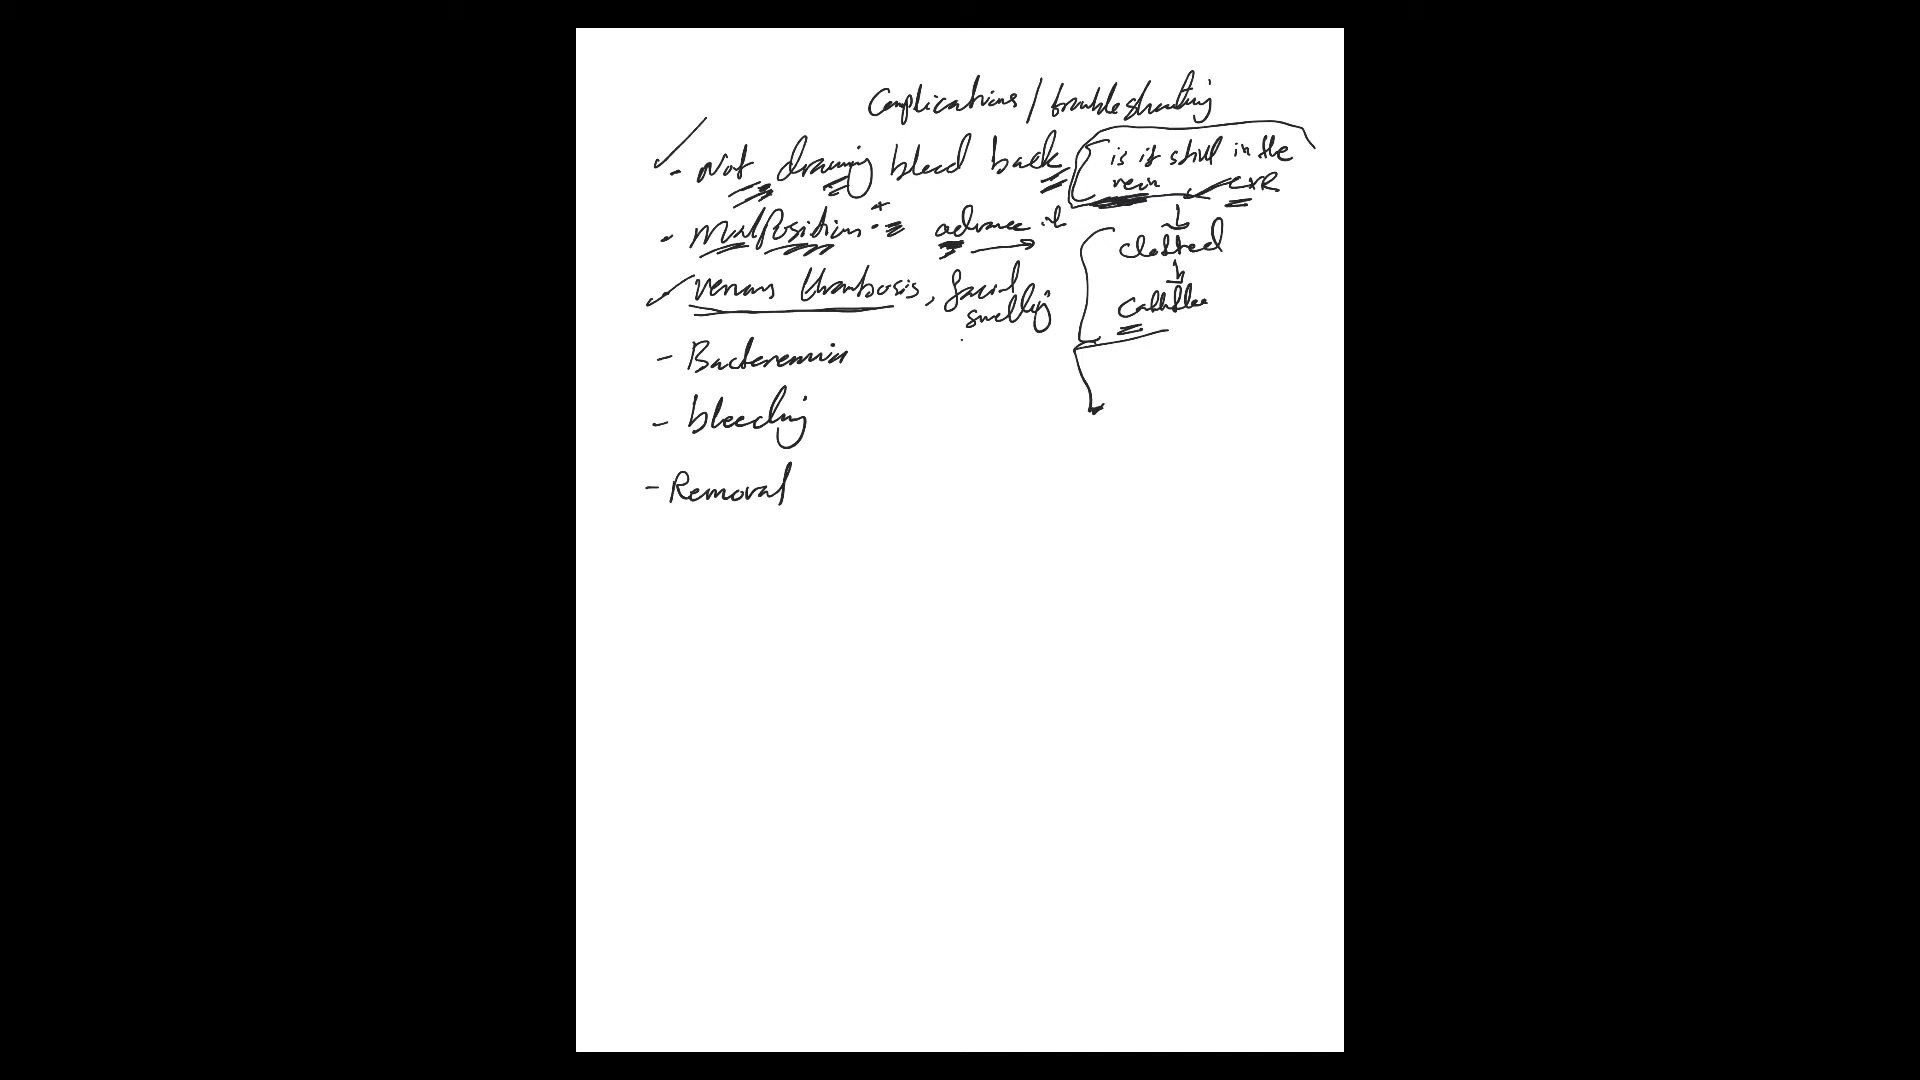 Complications / troubleshooting
- Not drawing blood back
is it still in the
vein CXR
- Malposition advance it
clotted
venous thrombosis, facial
swelling
cathflo
- Bacteremia
- bleeding
- Removal